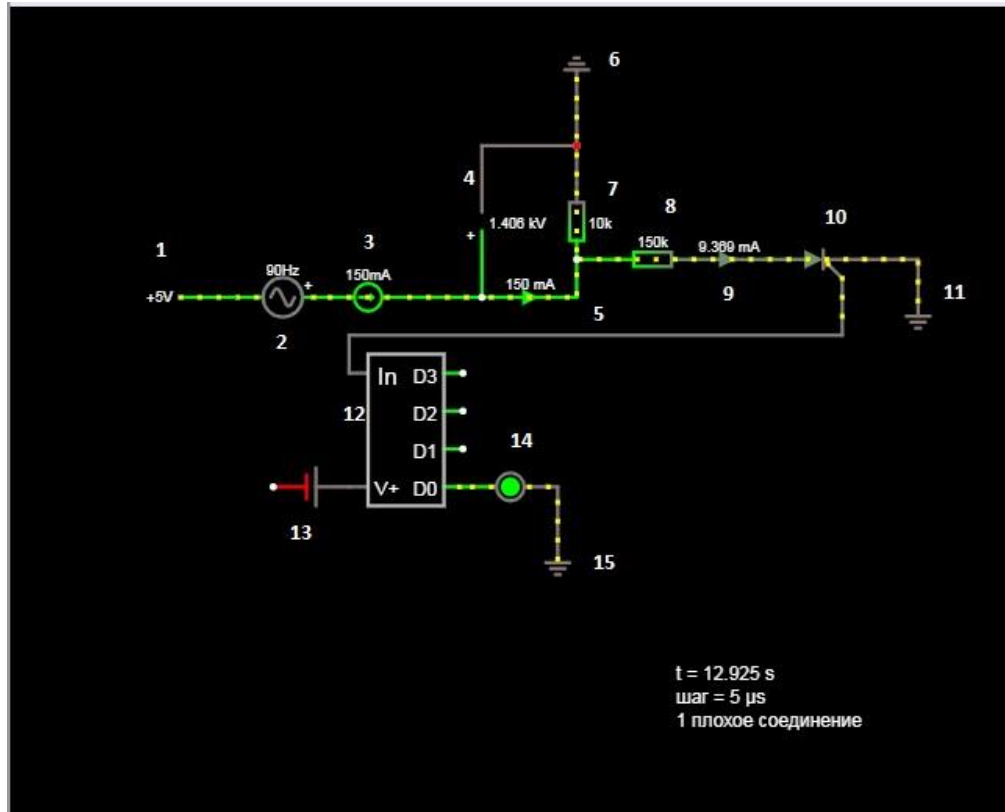 6
4
7
1.406 kV
10k
8
10
1
3
150k
9.369 mA
90Hz
+
150mA
+
+5V
150 mA
5
9
11
2
In D3
12
D2
D1
14
V+ D0
13
15
t = 12.925 s
шаг = 5 µs
1 плохое соединение